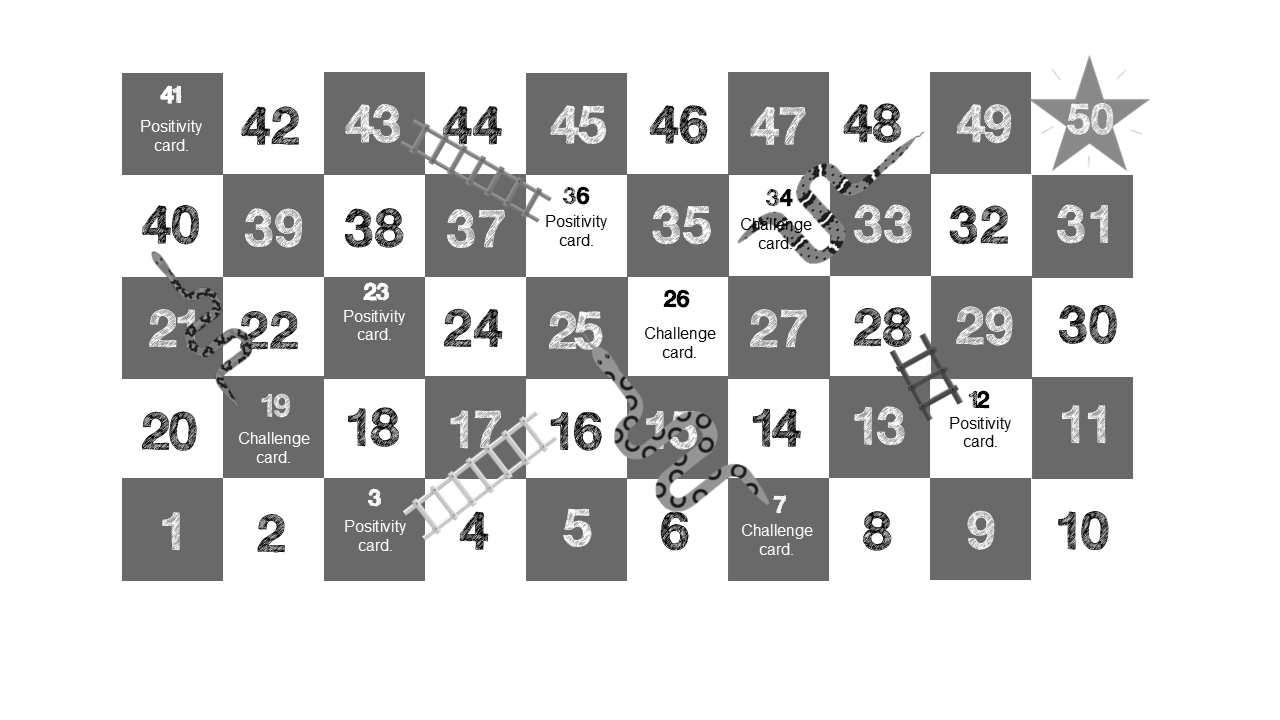 41 42 43 44 45 46 47 48 49 50
Positivity
card.
40 39 38 37 36 35 34 33 32 31
Positivity
card.
Challenge
card.
21 22 23 24 25 26 27 28 29 30
Positivity
card.
Challenge
card.
20 19 18 17 16 15 14 13 12 11
Challenge
card.
Positivity
card.
1 2 3 4 5 6 7 8 9 10
Positivity
card.
Challenge
card.